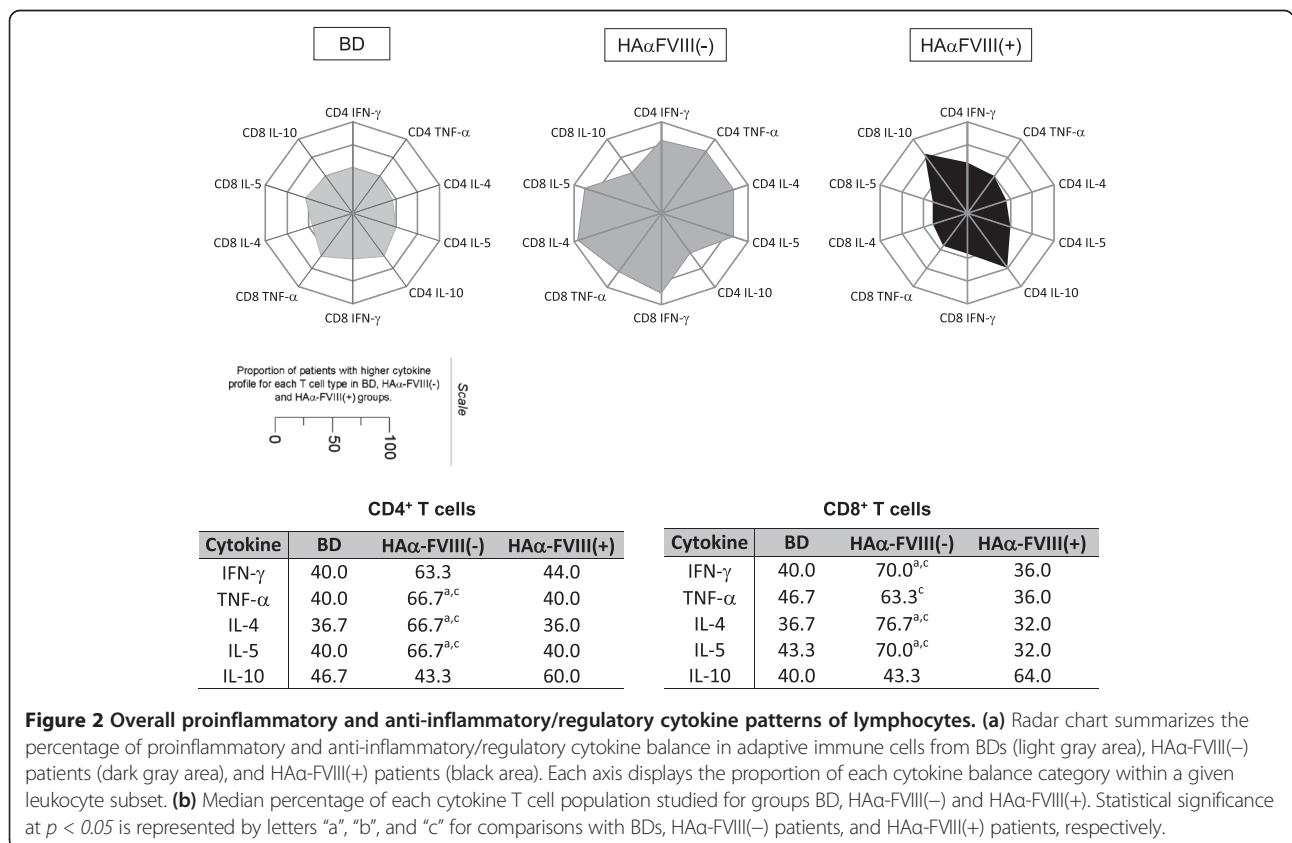 BD
HAαFVIII(-)
HAαFVIII(+)
CD4 IFN-γ
CD4 TNF-α
CD4 IL-4
CD4 IL-5
CD4 IL-10
CD8 IFN-γ
CD8 TNF-α
CD8 IL-4
CD8 IL-5
CD8 IL-10
CD4 IFN-γ
CD4 TNF-α
CD4 IL-4
CD4 IL-5
CD4 IL-10
CD8 IFN-γ
CD8 TNF-α
CD8 IL-4
CD8 IL-5
CD8 IL-10
CD4 IFN-γ
CD4 TNF-α
CD4 IL-4
CD4 IL-5
CD4 IL-10
CD8 IFN-γ
CD8 TNF-α
CD8 IL-4
CD8 IL-5
CD8 IL-10
Proportion of patients with higher cytokine
profile for each T cell type in BD, HAα-FVIII(-)
and HAα-FVIII(+) groups.
0 50 100
Scale
CD4⁺ T cells
Cytokine BD HAα-FVIII(-) HAα-FVIII(+)
IFN-γ 40.0 63.3 44.0
TNF-α 40.0 66.7ᵃ,ᶜ 40.0
IL-4 36.7 66.7ᵃ,ᶜ 36.0
IL-5 40.0 66.7ᵃ,ᶜ 40.0
IL-10 46.7 43.3 60.0
CD8⁺ T cells
Cytokine BD HAα-FVIII(-) HAα-FVIII(+)
IFN-γ 40.0 70.0ᵃ,ᶜ 36.0
TNF-α 46.7 63.3ᶜ 36.0
IL-4 36.7 76.7ᵃ,ᶜ 32.0
IL-5 43.3 70.0ᵃ,ᶜ 32.0
IL-10 40.0 43.3 64.0
Figure 2 Overall proinflammatory and anti-inflammatory/regulatory cytokine patterns of lymphocytes. (a) Radar chart summarizes the
percentage of proinflammatory and anti-inflammatory/regulatory cytokine balance in adaptive immune cells from BDs (light gray area), HAα-FVIII(−)
patients (dark gray area), and HAα-FVIII(+) patients (black area). Each axis displays the proportion of each cytokine balance category within a given
leukocyte subset. (b) Median percentage of each cytokine T cell population studied for groups BD, HAα-FVIII(−) and HAα-FVIII(+). Statistical significance
at p < 0.05 is represented by letters “a”, “b”, and “c” for comparisons with BDs, HAα-FVIII(−) patients, and HAα-FVIII(+) patients, respectively.